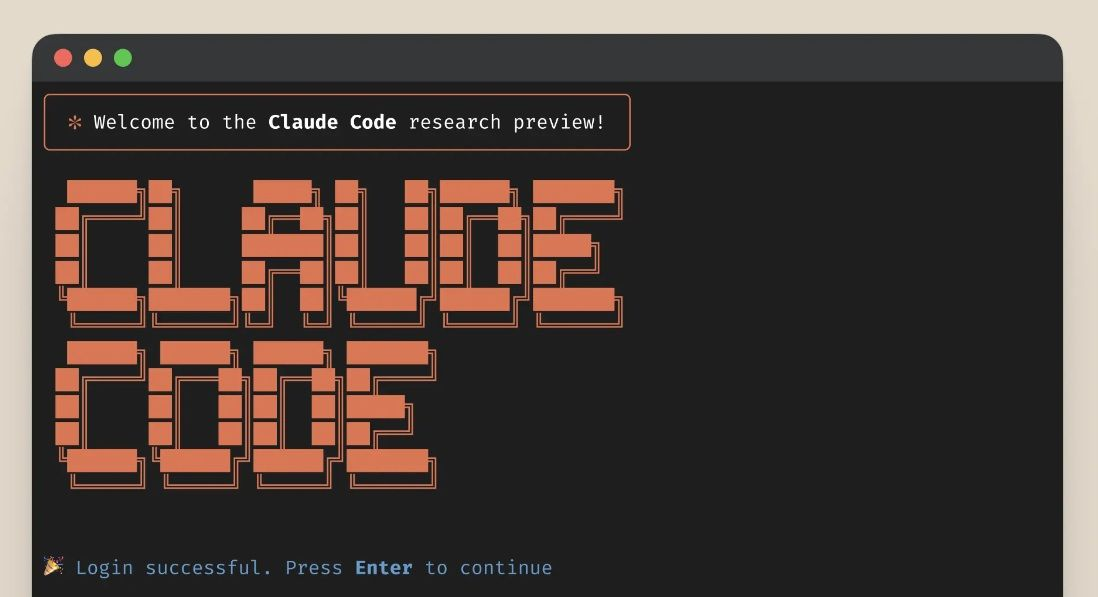 ✻ Welcome to the Claude Code research preview!
CLAUDE
CODE
🎉 Login successful. Press Enter to continue